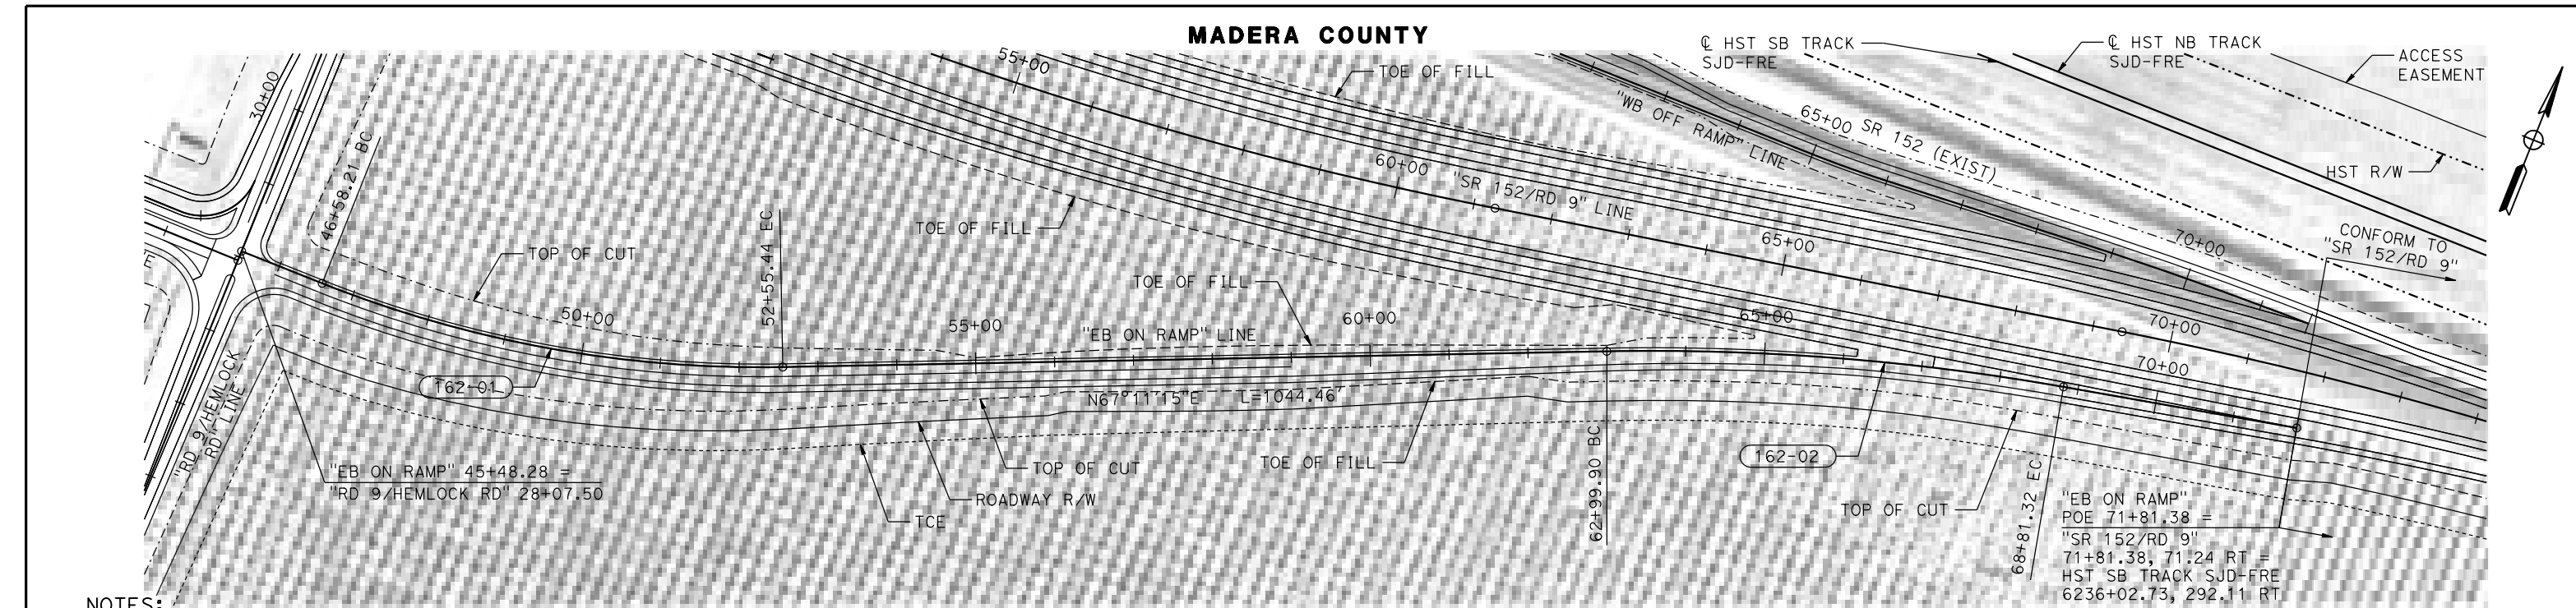 MADERA COUNTY
℄ HST SB TRACK
SJD-FRE
℄ HST NB TRACK
SJD-FRE
ACCESS
EASEMENT
55+00
TOE OF FILL
30+00
"WB OFF RAMP" LINE
65+00 SR 152 (EXIST)
HST R/W
46+58.21 BC
60+00
"SR 152/RD 9" LINE
TOE OF FILL
52+55.44 EC
65+00
70+00
CONFORM TO
"SR 152/RD 9"
TOP OF CUT
E
TOE OF FILL
50+00
55+00
60+00
65+00
70+00
"EB ON RAMP" LINE
70+00
162-01
N67°11'15"E L=1044.46'
"RD 9/HEMLOCK
RD" LINE
162-02
62+99.90 BC
TOE OF FILL
TOP OF CUT
"EB ON RAMP" 45+48.28 =
"RD 9/HEMLOCK RD" 28+07.50
ROADWAY R/W
TCE
TOP OF CUT
68+81.32 EC
"EB ON RAMP"
POE 71+81.38 =
"SR 152/RD 9"
71+81.38, 71.24 RT =
HST SB TRACK SJD-FRE
6236+02.73, 292.11 RT
NOTES: